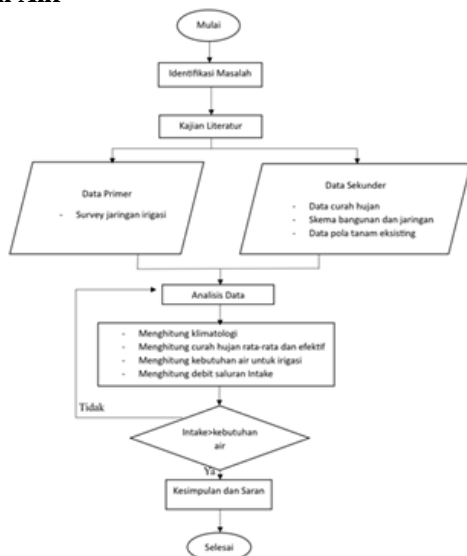 Mulai
Identifikasi Masalah
Kajian Literatur
Data Primer
- Survey jaringan irigasi
Data Sekunder
- Data curah hujan
- Skema bangunan dan jaringan
- Data pola tanam eksisting
Analisis Data
- Menghitung klimatologi
- Menghitung curah hujan rata-rata dan efektif
- Menghitung kebutuhan air untuk irigasi
- Menghitung debit saluran Intake
Tidak
Intake>kebutuhan
air
Ya
Kesimpulan dan Saran
Selesai